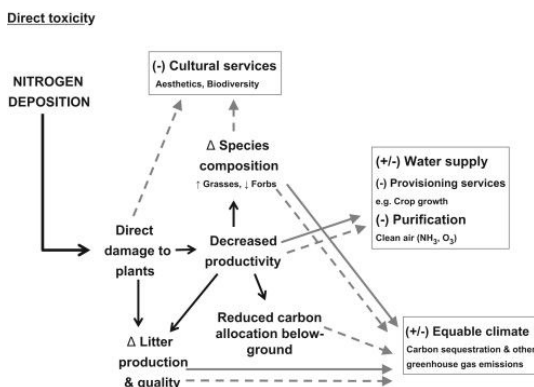 Direct toxicity
NITROGEN
DEPOSITION
(-) Cultural services
Aesthetics, Biodiversity
Δ Species
composition
↑ Grasses, ↓ Forbs
(+/-) Water supply
(-) Provisioning services
e.g. Crop growth
(-) Purification
Clean air (NH₃, O₃)
Direct
damage to
plants
Decreased
productivity
Reduced carbon
allocation below-
ground
Δ Litter
production
& quality
(+/-) Equable climate
Carbon sequestration & other
greenhouse gas emissions